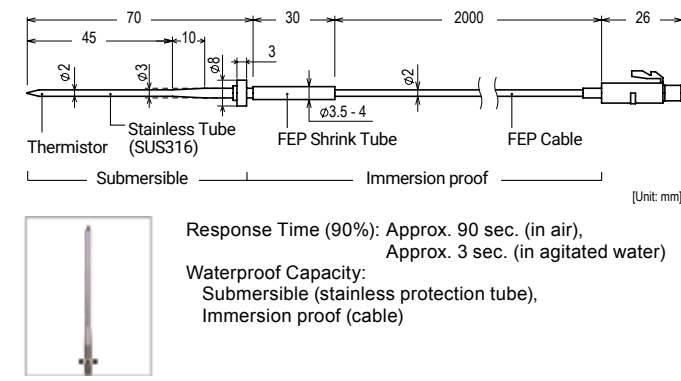 70
30
2000
26
45
10
3
ϕ2
ϕ3
ϕ8
ϕ2
ϕ3.5 - 4
Thermistor
Stainless Tube
(SUS316)
FEP Shrink Tube
FEP Cable
Submersible
Immersion proof
[Unit: mm]
Response Time (90%): Approx. 90 sec. (in air),
Approx. 3 sec. (in agitated water)
Waterproof Capacity:
Submersible (stainless protection tube),
Immersion proof (cable)